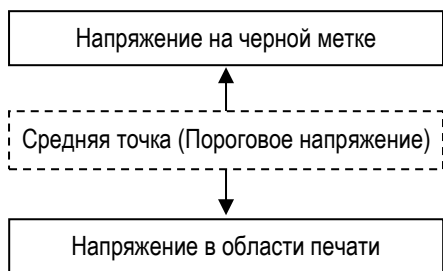 Напряжение на черной метке
Средняя точка (Пороговое напряжение)
Напряжение в области печати